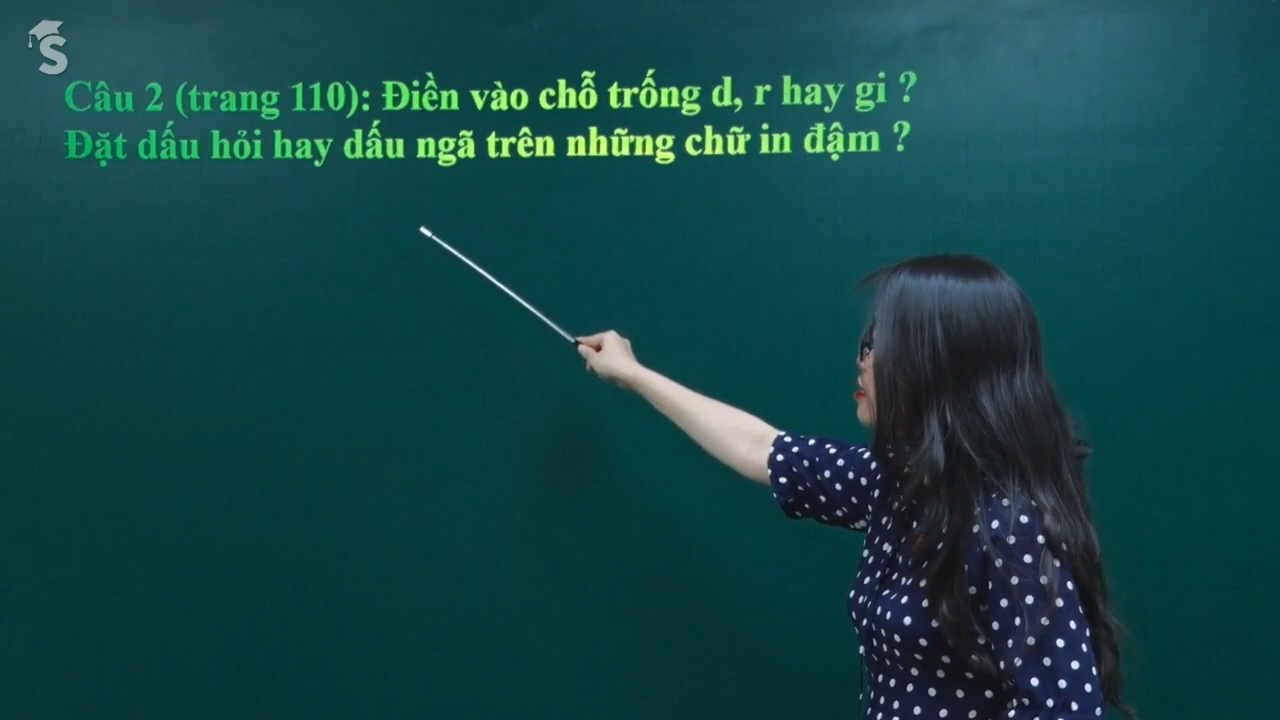 S
Câu 2 (trang 110): Điền vào chỗ trống d, r hay gi ?
Đặt dấu hỏi hay dấu ngã trên những chữ in đậm ?